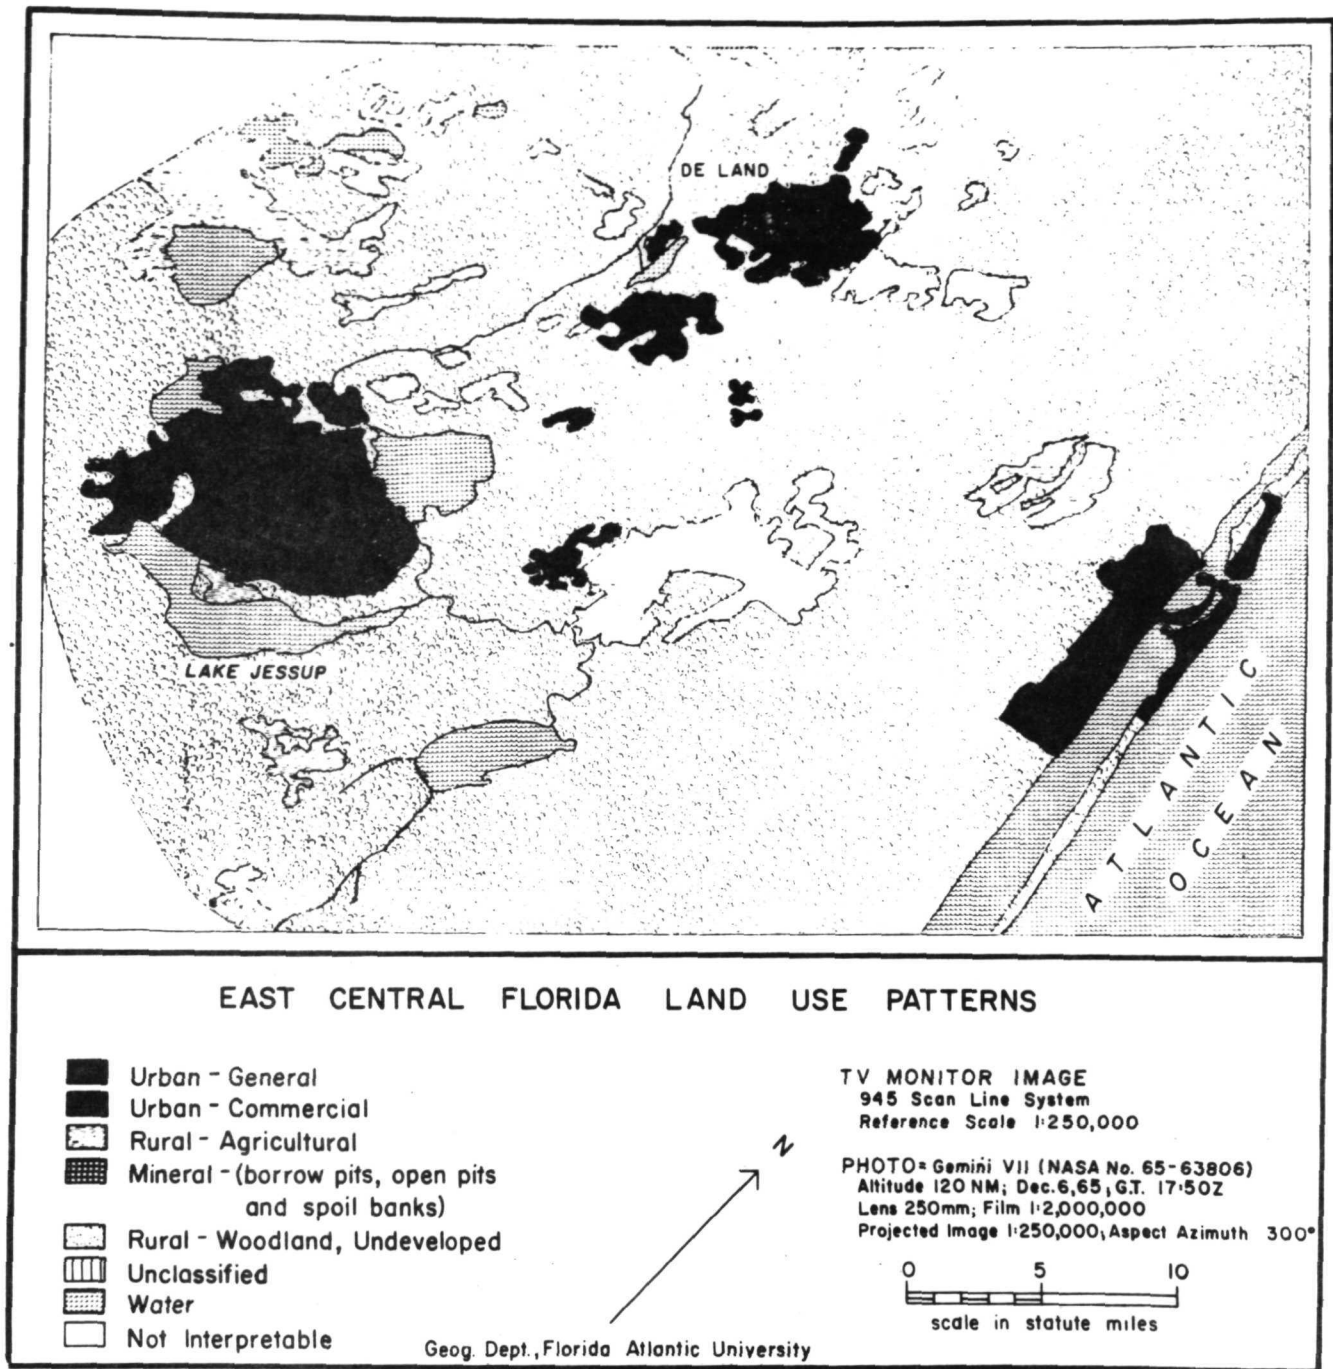 DE LAND
LAKE JESSUP
ATLANTIC
OCEAN
EAST CENTRAL FLORIDA LAND USE PATTERNS
Urban - General
Urban - Commercial
Rural - Agricultural
Mineral - (borrow pits, open pits
and spoil banks)
Rural - Woodland, Undeveloped
Unclassified
Water
Not Interpretable
N
Geog. Dept., Florida Atlantic University
TV MONITOR IMAGE
945 Scan Line System
Reference Scale 1:250,000
PHOTO= Gemini VII (NASA No. 65-63806)
Altitude 120 NM; Dec.6,65; G.T. 17:50Z
Lens 250mm; Film 1:2,000,000
Projected Image 1:250,000; Aspect Azimuth 300°
0 5 10
scale in statute miles